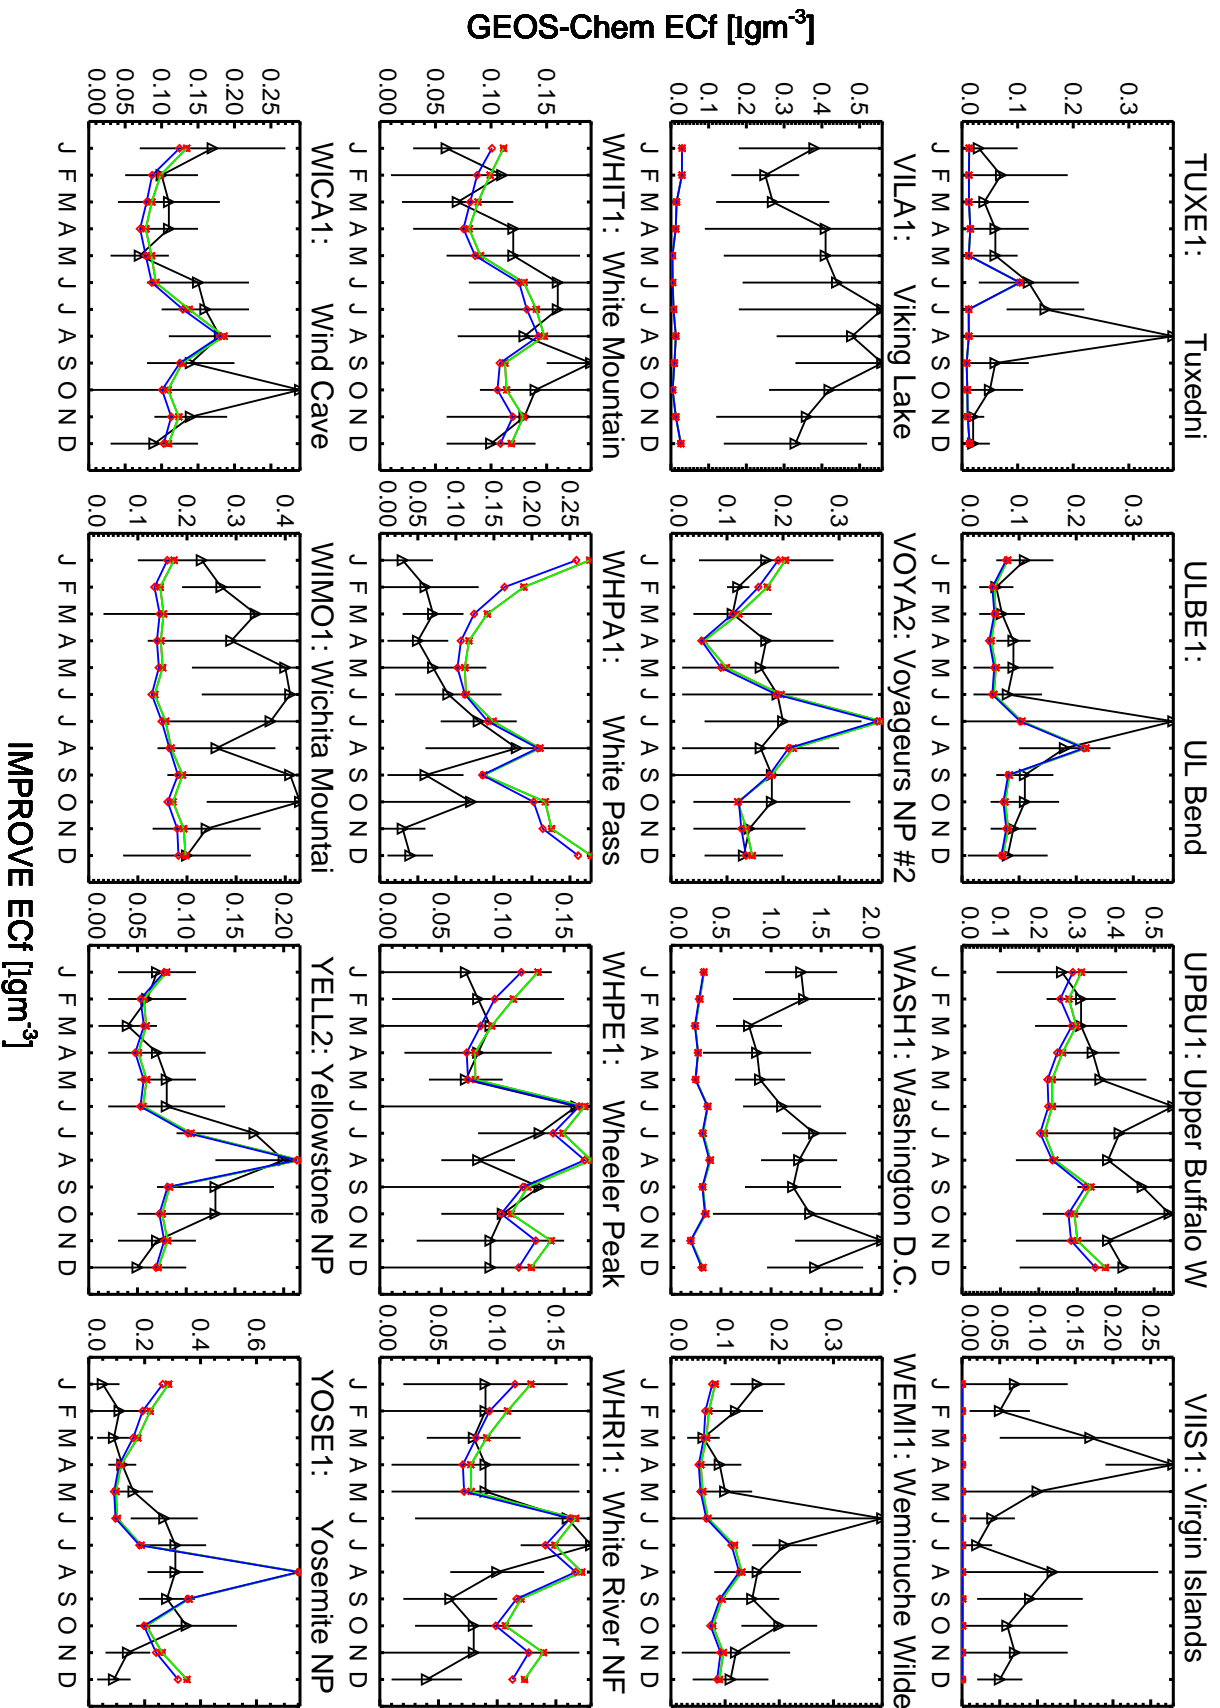 GEOS-Chem ECf [lgm-3]
TUXE1: Tuxedni
0.3
0.2
0.1
0.0
J F M A M J J A S O N D
ULBE1: UL Bend
0.3
0.2
0.1
0.0
J F M A M J J A S O N D
UPBU1: Upper Buffalo W
0.5
0.4
0.3
0.2
0.1
0.0
J F M A M J J A S O N D
VIIS1: Virgin Islands
0.25
0.20
0.15
0.10
0.05
0.00
J F M A M J J A S O N D
VILA1: Viking Lake
0.5
0.4
0.3
0.2
0.1
0.0
J F M A M J J A S O N D
VOYA2: Voyageurs NP #2
0.3
0.2
0.1
0.0
J F M A M J J A S O N D
WASH1: Washington D.C.
2.0
1.5
1.0
0.5
0.0
J F M A M J J A S O N D
WEMI1: Weminuche Wilde
0.3
0.2
0.1
0.0
J F M A M J J A S O N D
WHIT1: White Mountain
0.15
0.10
0.05
0.00
J F M A M J J A S O N D
WHPA1: White Pass
0.25
0.20
0.15
0.10
0.05
0.00
J F M A M J J A S O N D
WHPE1: Wheeler Peak
0.15
0.10
0.05
0.00
J F M A M J J A S O N D
WHRI1: White River NF
0.15
0.10
0.05
0.00
J F M A M J J A S O N D
WICA1: Wind Cave
0.25
0.20
0.15
0.10
0.05
0.00
J F M A M J J A S O N D
WIMO1: Wichita Mountai
0.4
0.3
0.2
0.1
0.0
J F M A M J J A S O N D
YELL2: Yellowstone NP
0.20
0.15
0.10
0.05
0.00
J F M A M J J A S O N D
YOSE1: Yosemite NP
0.6
0.4
0.2
0.0
J F M A M J J A S O N D
IMPROVE ECf [lgm-3]